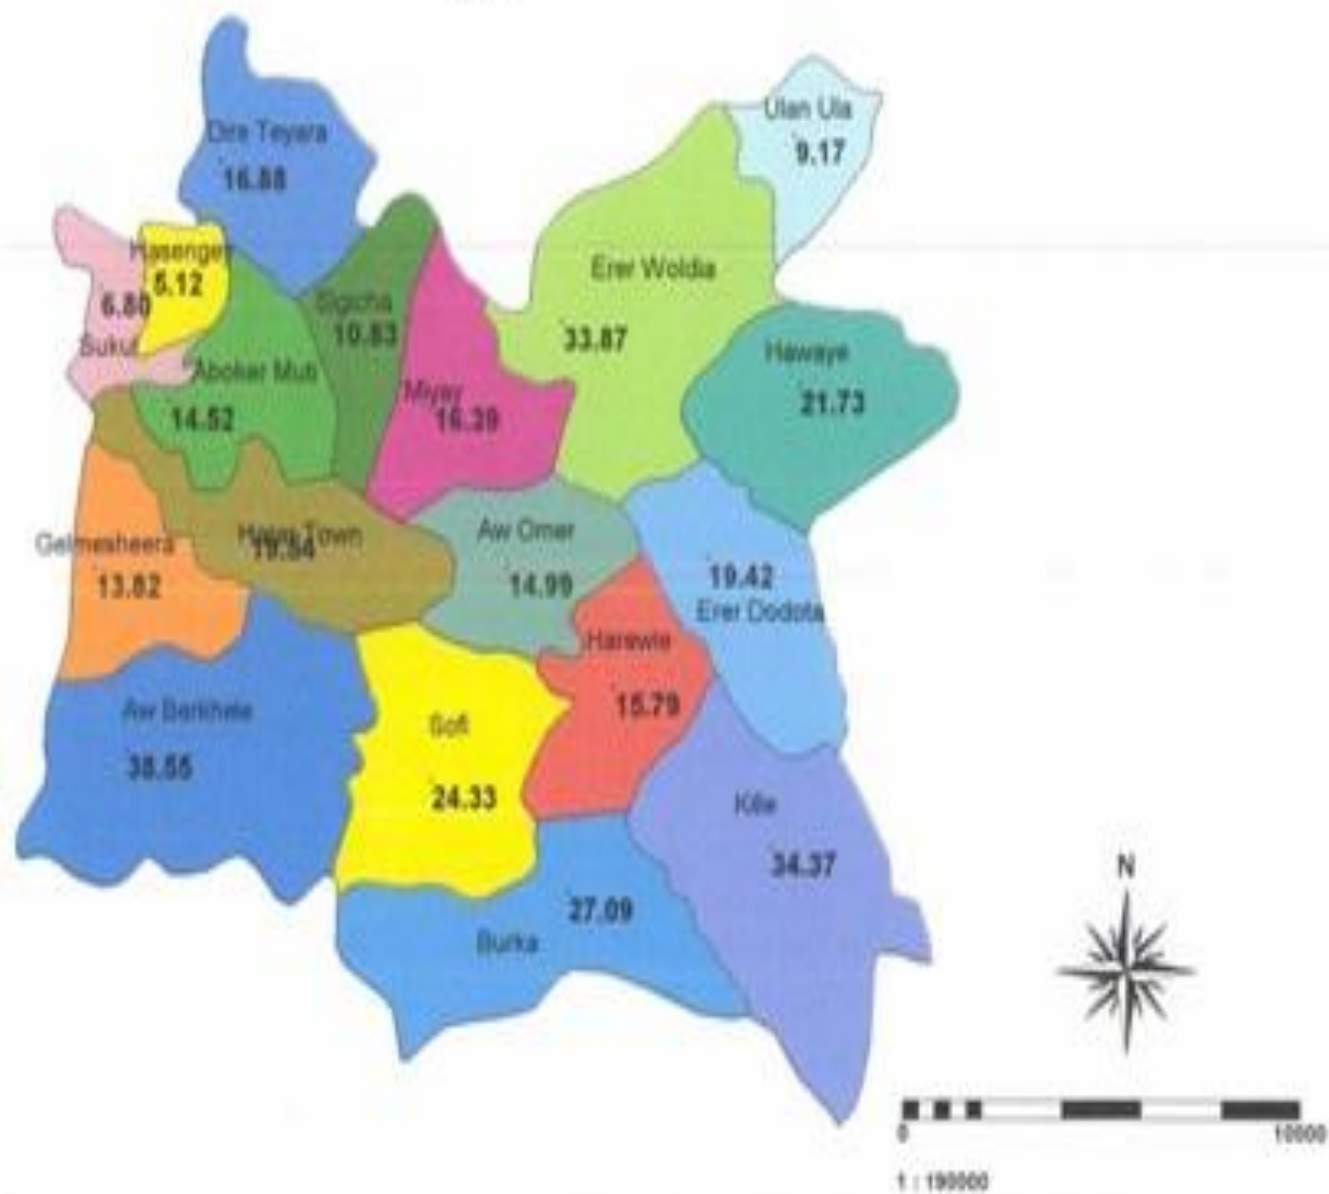 Ulan Ula
9.17
Dire Teyara
16.88
Hasenge
5.12
6.80
Sukul
Erer Woldia
33.87
Sigicha
10.83
Aboker Muti
14.52
Miyay
16.39
Hawaye
21.73
Gelmesheera
13.82
Town
Aw Omer
14.99
19.42
Erer Dodota
Harewie
15.79
Aw Berkhele
38.55
Sofi
24.33
Kile
34.37
27.09
Burka
N
0
10000
1 : 190000